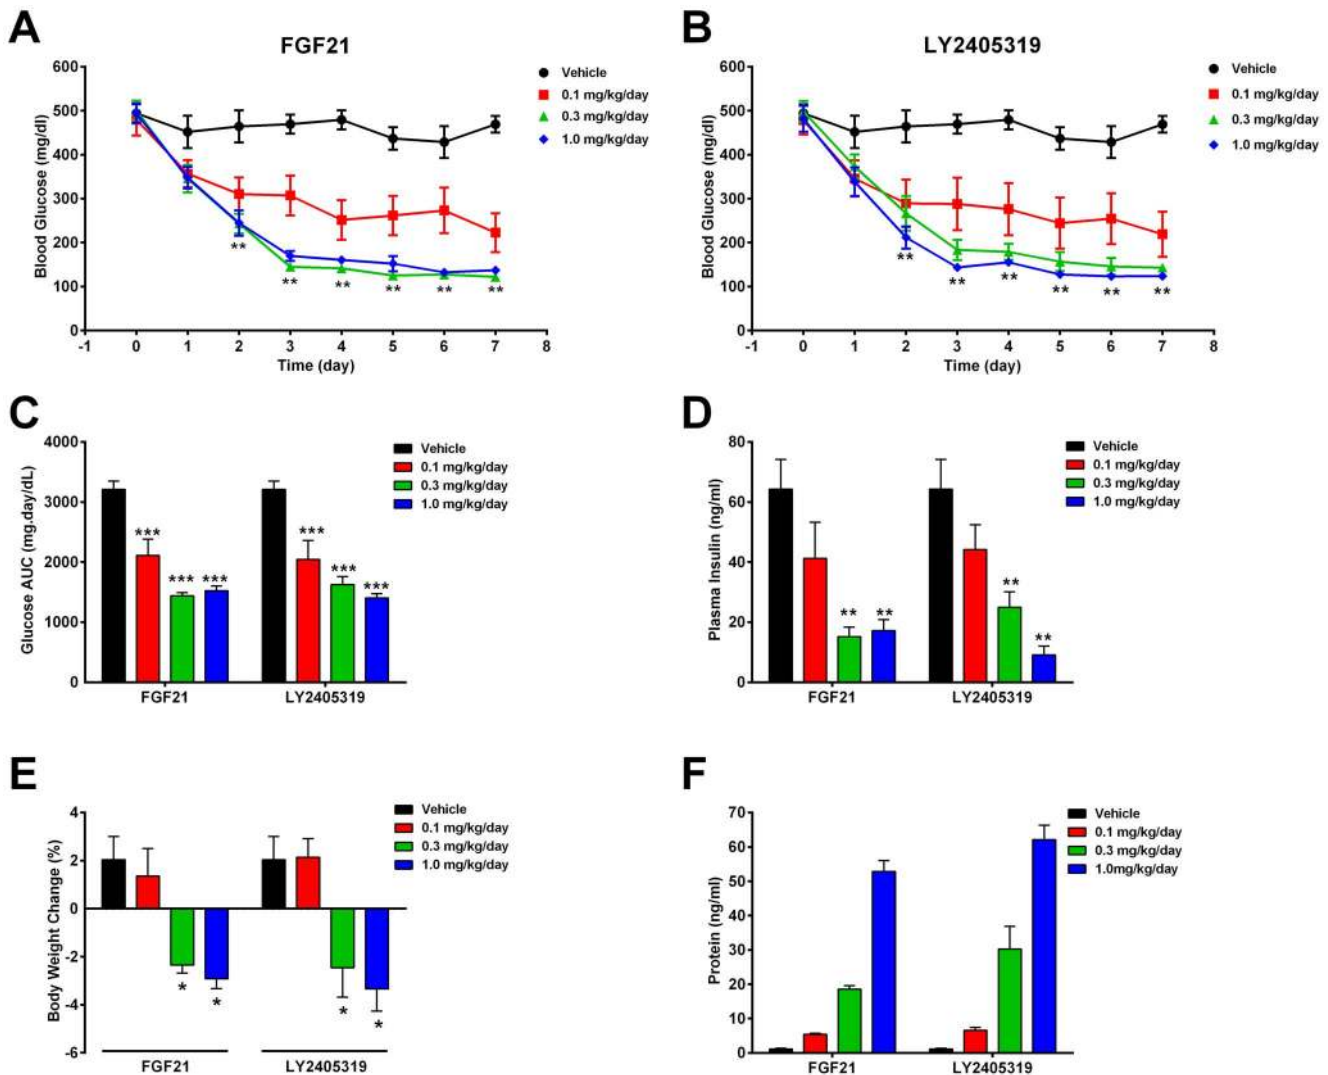 A
FGF21
Blood Glucose (mg/dl)
600
500
400
300
200
100
0
-1 0 1 2 3 4 5 6 7 8
Time (day)
Vehicle
0.1 mg/kg/day
0.3 mg/kg/day
1.0 mg/kg/day
** ** ** ** ** **
B
LY2405319
Blood Glucose (mg/dl)
600
500
400
300
200
100
0
-1 0 1 2 3 4 5 6 7 8
Time (day)
Vehicle
0.1 mg/kg/day
0.3 mg/kg/day
1.0 mg/kg/day
** ** ** ** ** **
C
Glucose AUC (mg.day/dL)
4000
3000
2000
1000
0
Vehicle
0.1 mg/kg/day
0.3 mg/kg/day
1.0 mg/kg/day
*** *** *** *** *** ***
FGF21 LY2405319
D
Plasma Insulin (ng/ml)
80
60
40
20
0
Vehicle
0.1 mg/kg/day
0.3 mg/kg/day
1.0 mg/kg/day
** ** ** **
FGF21 LY2405319
E
Body Weight Change (%)
4
2
0
-2
-4
-6
Vehicle
0.1 mg/kg/day
0.3 mg/kg/day
1.0 mg/kg/day
* * * *
FGF21 LY2405319
F
Protein (ng/ml)
70
60
50
40
30
20
10
0
Vehicle
0.1 mg/kg/day
0.3 mg/kg/day
1.0mg/kg/day
FGF21 LY2405319